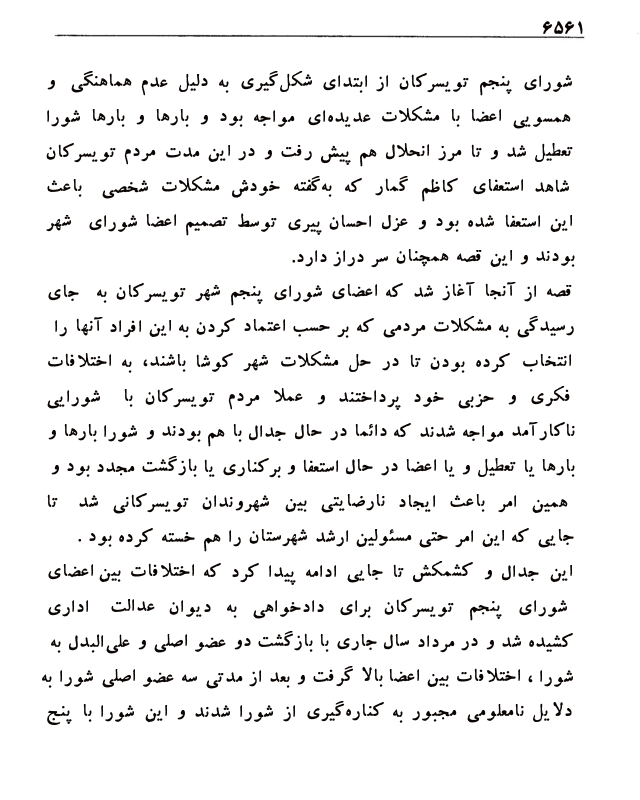 ۶۵۶۱
شورای پنجم تویسرکان از ابتدای شکل‌گیری به دلیل عدم هماهنگی و
همسویی اعضا با مشکلات عدیده‌ای مواجه بود و بارها و بارها شورا
تعطیل شد و تا مرز انحلال هم پیش رفت و در این مدت مردم تویسرکان
شاهد استعفای کاظم گمار که به‌گفته خودش مشکلات شخصی باعث
این استعفا شده بود و عزل احسان پیری توسط تصمیم اعضا شورای شهر
بودند و این قصه همچنان سر دراز دارد.
قصه از آنجا آغاز شد که اعضای شورای پنجم شهر تویسرکان به جای
رسیدگی به مشکلات مردمی که بر حسب اعتماد کردن به این افراد آنها را
انتخاب کرده بودن تا در حل مشکلات شهر کوشا باشند، به اختلافات
فکری و حزبی خود پرداختند و عملا مردم تویسرکان با شورایی
ناکارآمد مواجه شدند که دائما در حال جدال با هم بودند و شورا بارها و
بارها یا تعطیل و یا اعضا در حال استعفا و برکناری یا بازگشت مجدد بود و
همین امر باعث ایجاد نارضایتی بین شهروندان تویسرکانی شد تا
جایی که این امر حتی مسئولین ارشد شهرستان را هم خسته کرده بود .
این جدال و کشمکش تا جایی ادامه پیدا کرد که اختلافات بین اعضای
شورای پنجم تویسرکان برای دادخواهی به دیوان عدالت اداری
کشیده شد و در مرداد سال جاری با بازگشت دو عضو اصلی و علی‌البدل به
شورا ، اختلافات بین اعضا بالا گرفت و بعد از مدتی سه عضو اصلی شورا به
دلایل نامعلومی مجبور به کناره‌گیری از شورا شدند و این شورا با پنج